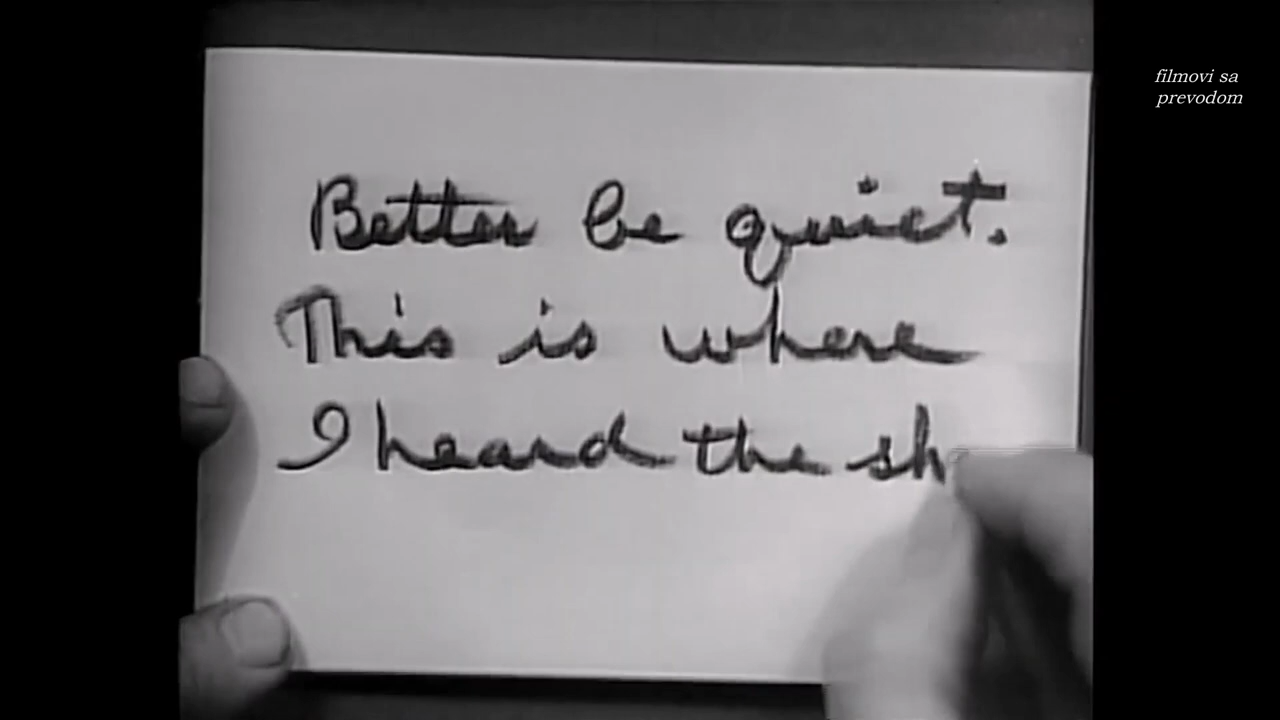 filmovi sa
prevodom
Better be quiet.
This is where
I heard the sh